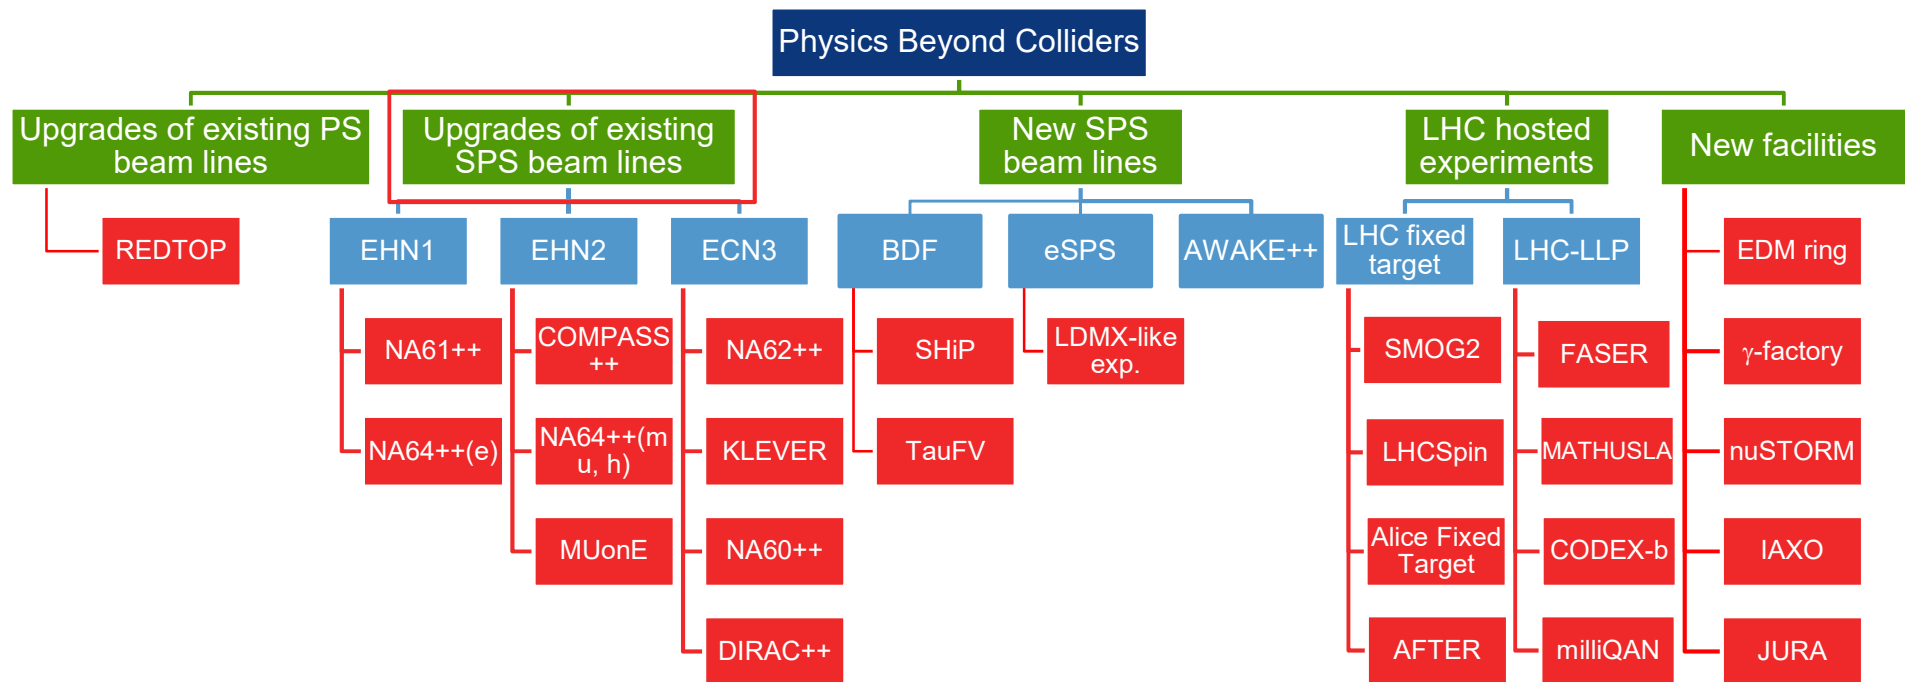 Physics Beyond Colliders
Upgrades of existing PS
beam lines
Upgrades of existing
SPS beam lines
New SPS
beam lines
LHC hosted
experiments
New facilities
REDTOP
EHN1
EHN2
ECN3
BDF
eSPS
AWAKE++
LHC fixed
target
LHC-LLP
EDM ring
NA61++
COMPASS
++
NA62++
SHiP
LDMX-like
exp.
SMOG2
FASER
γ-factory
NA64++(e)
NA64++(m
u, h)
KLEVER
TauFV
LHCSpin
MATHUSLA
nuSTORM
MUonE
NA60++
Alice Fixed
Target
CODEX-b
IAXO
DIRAC++
AFTER
milliQAN
JURA